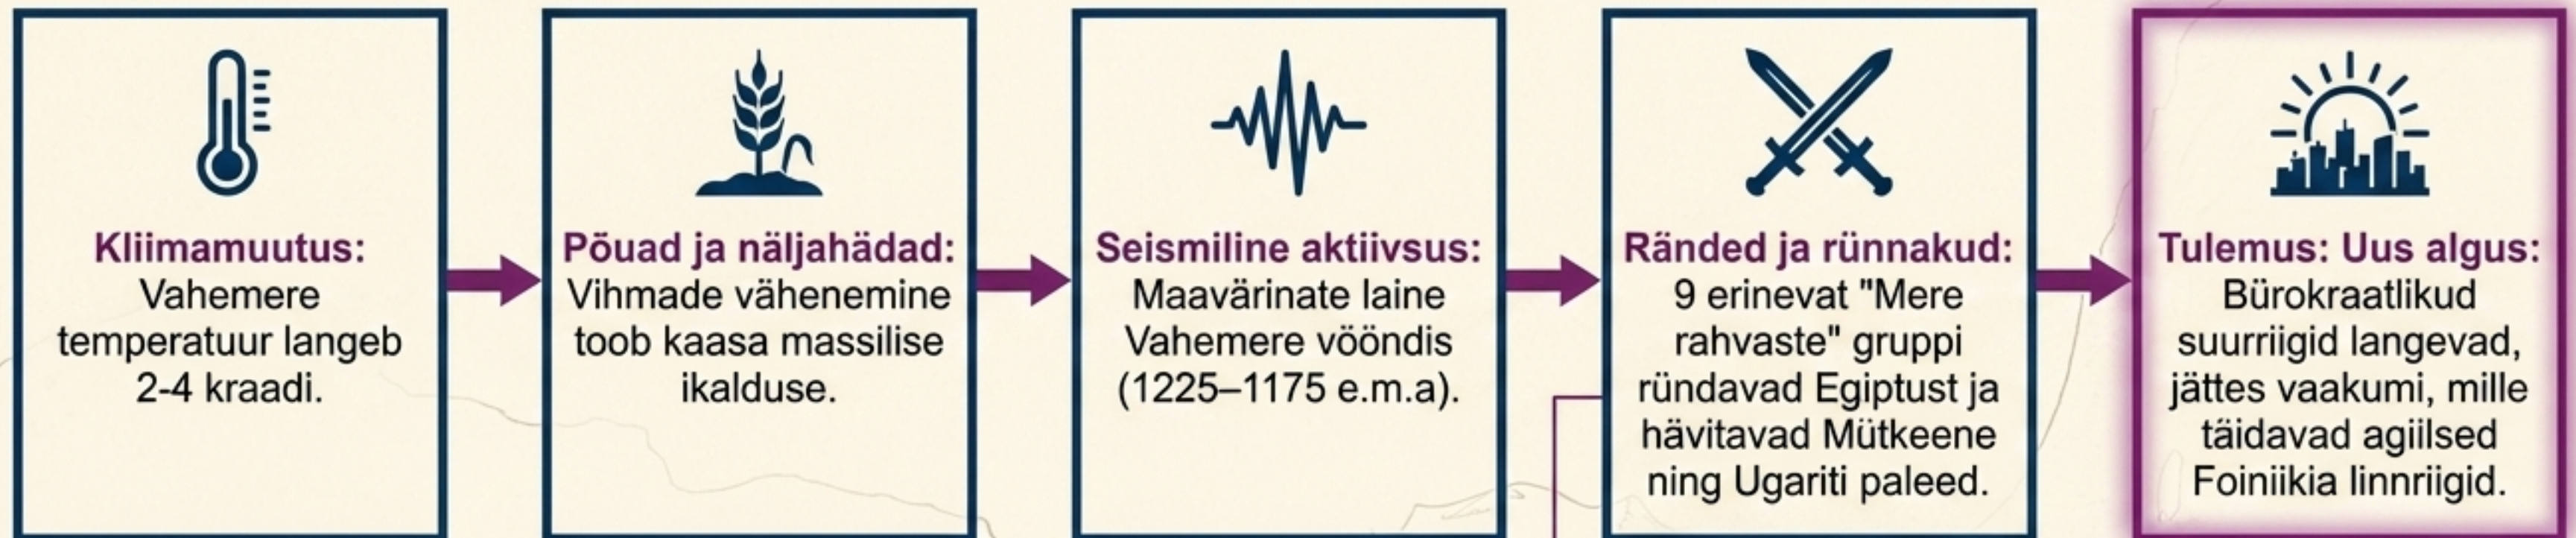 Kliimamuutus:
Vahemere
temperatuur langeb
2-4 kraadi.
Põuad ja näljahädad:
Vihmade vähenemine
toob kaasa massilise
ikalduse.
Seismiline aktiivsus:
Maavärinate laine
Vahemere vööndis
(1225–1175 e.m.a).
Ränded ja rünnakud:
9 erinevat "Mere
rahvaste" gruppi
ründavad Egiptust ja
hävitavad Mütkeene
ning Ugariti paleed.
Tulemus: Uus algus:
Bürokraatlikud
suurriigid langevad,
jättes vaakumi, mille
täidavad agiilsed
Foiniikia linnriigid.